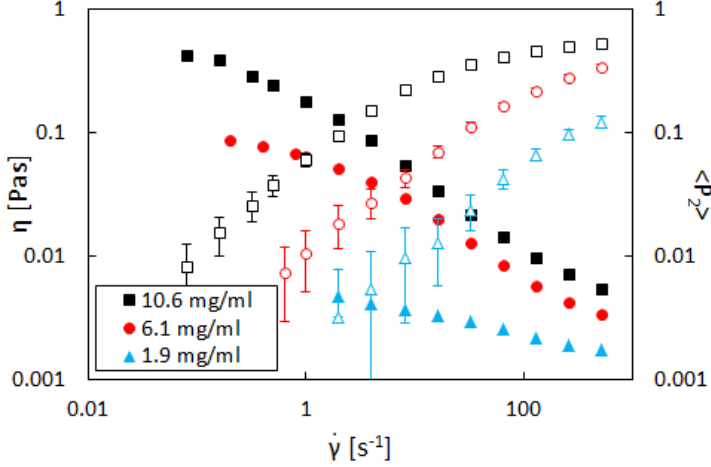 1
0.1
0.01
0.001
η [Pas]
10.6 mg/ml
6.1 mg/ml
1.9 mg/ml
1
0.1
0.01
0.001
<P₂>
0.01
1
100
γ̇ [s⁻¹]